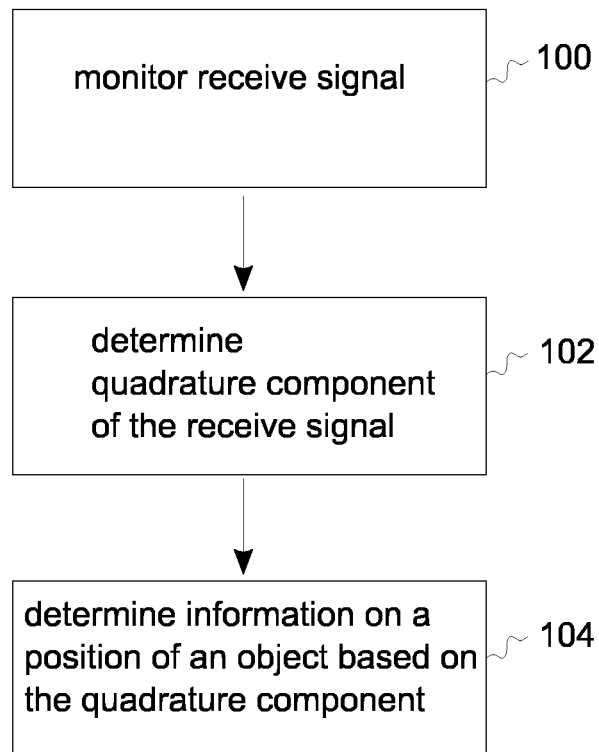 monitor receive signal
100
determine
quadrature component
of the receive signal
102
determine information on a
position of an object based on
the quadrature component
104